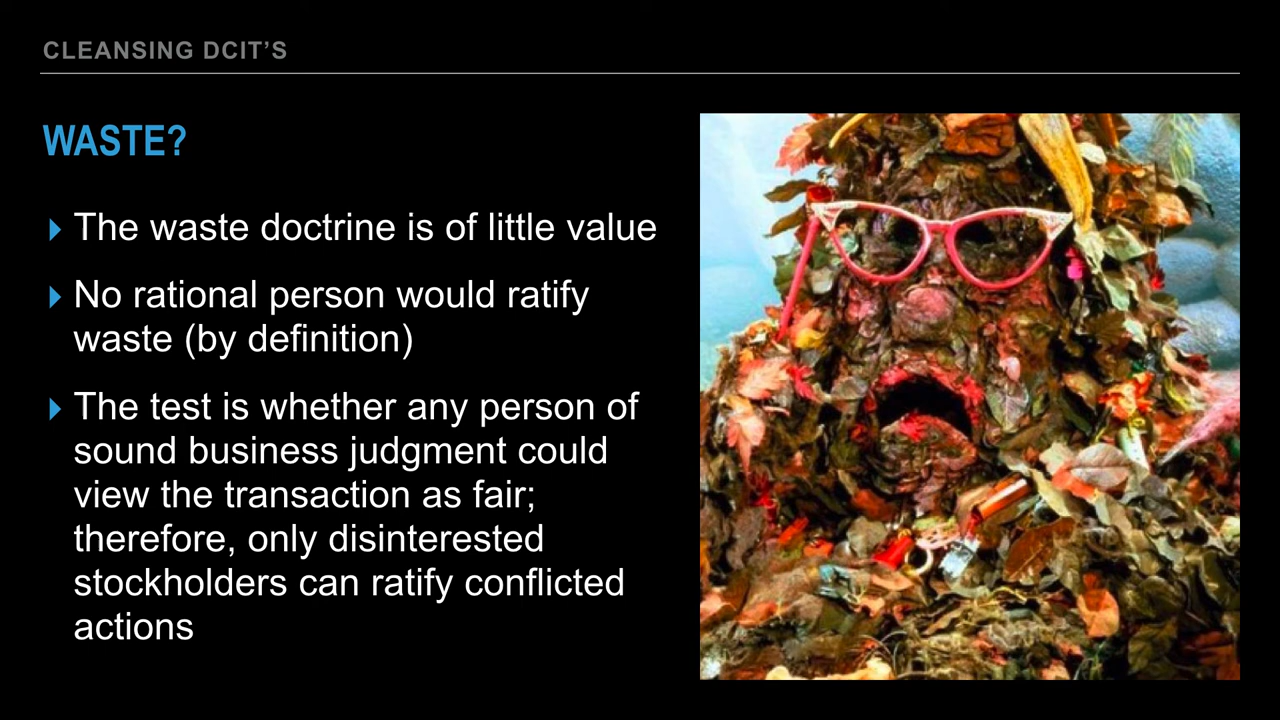 CLEANSING DCIT’S
WASTE?
The waste doctrine is of little value
No rational person would ratify
waste (by definition)
The test is whether any person of
sound business judgment could
view the transaction as fair;
therefore, only disinterested
stockholders can ratify conflicted
actions